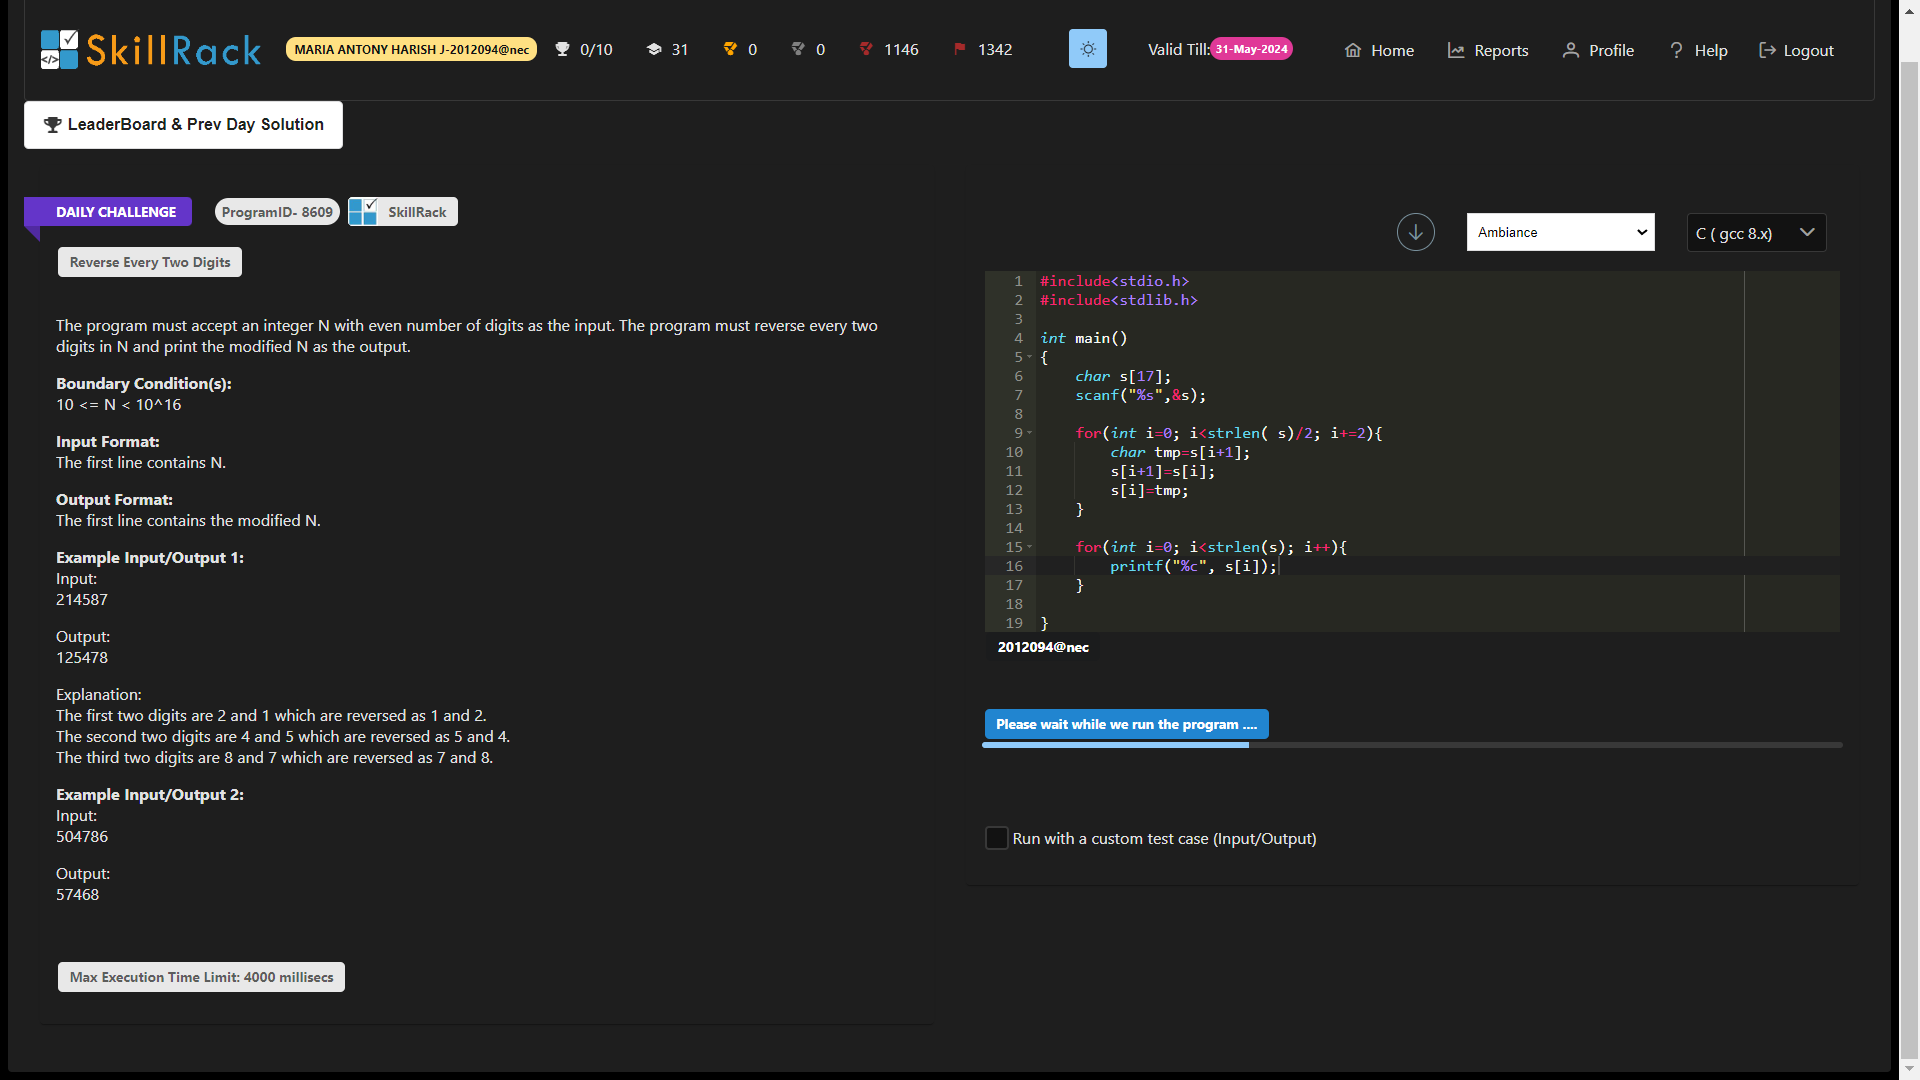 SkillRack
MARIA ANTONY HARISH J-2012094@nec
0/10
31
0
0
1146
1342
Valid Till: 31-May-2024
Home
Reports
Profile
Help
Logout
LeaderBoard & Prev Day Solution
DAILY CHALLENGE
ProgramID- 8609
SkillRack
Reverse Every Two Digits
The program must accept an integer N with even number of digits as the input. The program must reverse every two
digits in N and print the modified N as the output.
Boundary Condition(s):
10 <= N < 10^16
Input Format:
The first line contains N.
Output Format:
The first line contains the modified N.
Example Input/Output 1:
Input:
214587
Output:
125478
Explanation:
The first two digits are 2 and 1 which are reversed as 1 and 2.
The second two digits are 4 and 5 which are reversed as 5 and 4.
The third two digits are 8 and 7 which are reversed as 7 and 8.
Example Input/Output 2:
Input:
504786
Output:
57468
Max Execution Time Limit: 4000 millisecs
Ambiance
C ( gcc 8.x)
1 #include<stdio.h>
2 #include<stdlib.h>
3
4 int main()
5 {
6 char s[17];
7 scanf("%s",&s);
8
9 for(int i=0; i<strlen( s)/2; i+=2){
10 char tmp=s[i+1];
11 s[i+1]=s[i];
12 s[i]=tmp;
13 }
14
15 for(int i=0; i<strlen(s); i++){
16 printf("%c", s[i]);
17 }
18
19 }
2012094@nec
Please wait while we run the program ....
Run with a custom test case (Input/Output)